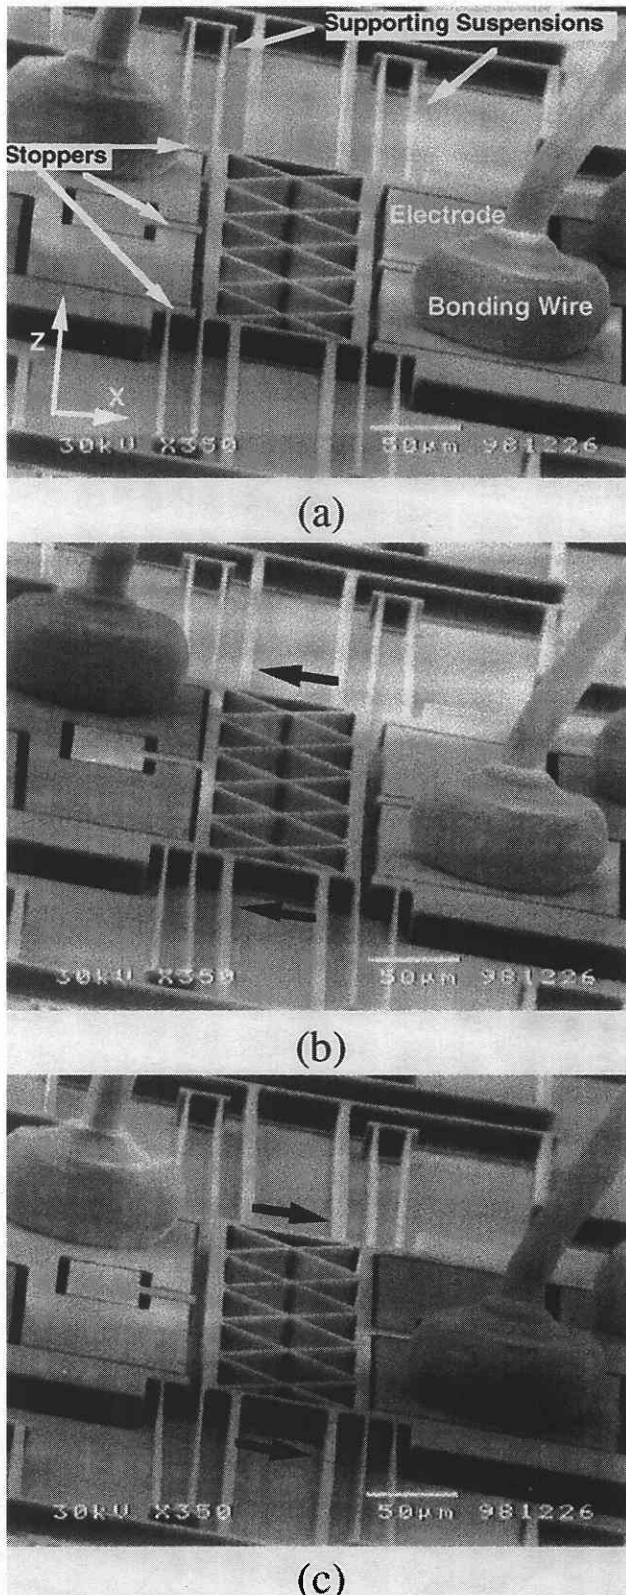 Supporting Suspensions
Stoppers
Electrode
Bonding Wire
Z
X
30kV X350 50µm 981226
(a)
30kV X350 50µm 981226
(b)
30kV X350 50µm 981226
(c)